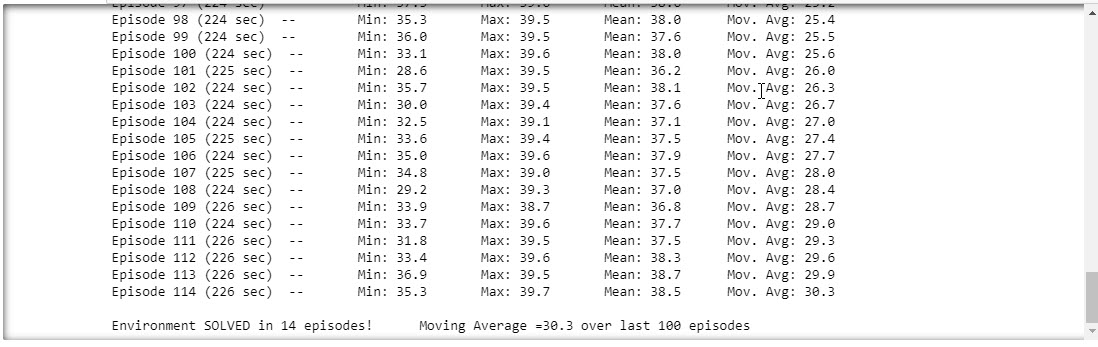 Episode 97 (224 sec) -- Min: 37.5 Max: 39.6 Mean: 38.6 Mov. Avg: 25.2
Episode 98 (224 sec) -- Min: 35.3 Max: 39.5 Mean: 38.0 Mov. Avg: 25.4
Episode 99 (224 sec) -- Min: 36.0 Max: 39.5 Mean: 37.6 Mov. Avg: 25.5
Episode 100 (224 sec) -- Min: 33.1 Max: 39.6 Mean: 38.0 Mov. Avg: 25.6
Episode 101 (225 sec) -- Min: 28.6 Max: 39.5 Mean: 36.2 Mov. Avg: 26.0
Episode 102 (224 sec) -- Min: 35.7 Max: 39.5 Mean: 38.1 Mov. Avg: 26.3
Episode 103 (224 sec) -- Min: 30.0 Max: 39.4 Mean: 37.6 Mov. Avg: 26.7
Episode 104 (224 sec) -- Min: 32.5 Max: 39.1 Mean: 37.1 Mov. Avg: 27.0
Episode 105 (225 sec) -- Min: 33.6 Max: 39.4 Mean: 37.5 Mov. Avg: 27.4
Episode 106 (224 sec) -- Min: 35.0 Max: 39.6 Mean: 37.9 Mov. Avg: 27.7
Episode 107 (225 sec) -- Min: 34.8 Max: 39.0 Mean: 37.5 Mov. Avg: 28.0
Episode 108 (224 sec) -- Min: 29.2 Max: 39.3 Mean: 37.0 Mov. Avg: 28.4
Episode 109 (226 sec) -- Min: 33.9 Max: 38.7 Mean: 36.8 Mov. Avg: 28.7
Episode 110 (224 sec) -- Min: 33.7 Max: 39.6 Mean: 37.7 Mov. Avg: 29.0
Episode 111 (226 sec) -- Min: 31.8 Max: 39.5 Mean: 37.5 Mov. Avg: 29.3
Episode 112 (226 sec) -- Min: 33.4 Max: 39.6 Mean: 38.3 Mov. Avg: 29.6
Episode 113 (226 sec) -- Min: 36.9 Max: 39.5 Mean: 38.7 Mov. Avg: 29.9
Episode 114 (226 sec) -- Min: 35.3 Max: 39.7 Mean: 38.5 Mov. Avg: 30.3
Environment SOLVED in 14 episodes! Moving Average =30.3 over last 100 episodes